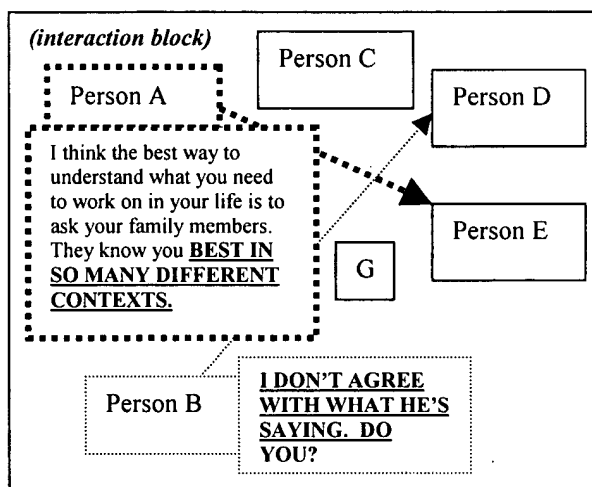 (interaction block)
Person C
Person A
Person D
I think the best way to
understand what you need
to work on in your life is to
ask your family members.
They know you BEST IN
SO MANY DIFFERENT
CONTEXTS.
Person E
G
Person B
I DON'T AGREE
WITH WHAT HE'S
SAYING. DO
YOU?